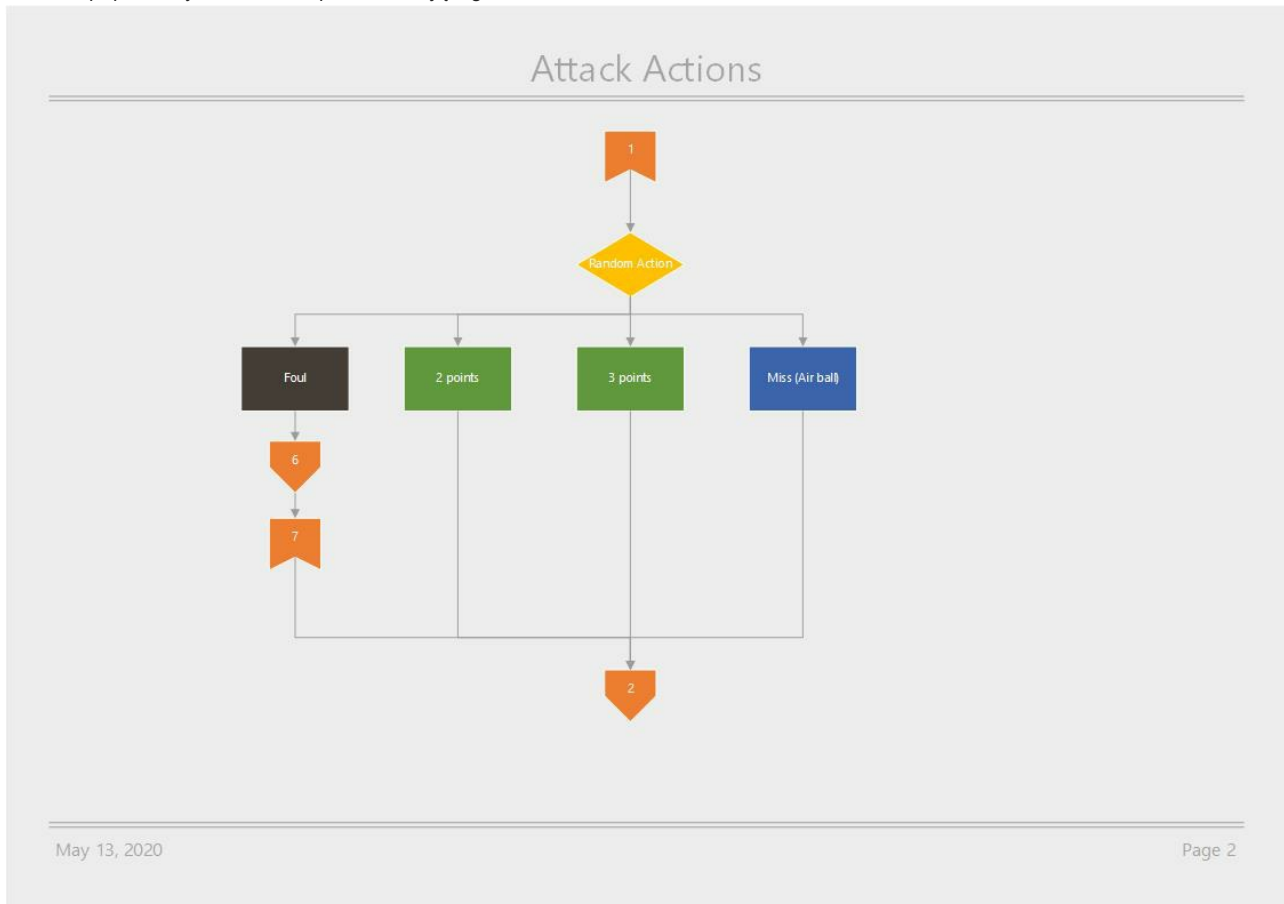 Attack Actions
1
Random Action
Foul
2 points
3 points
Miss (Air ball)
6
7
2
May 13, 2020
Page 2